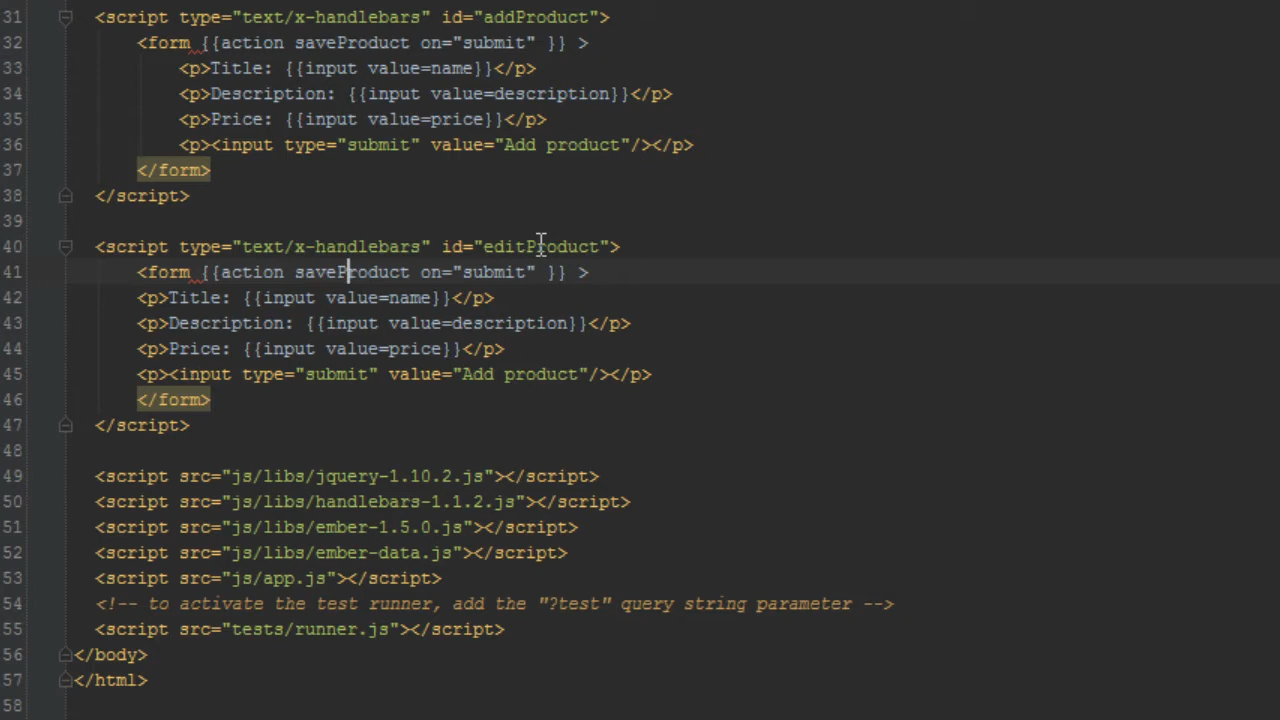 31 <script type="text/x-handlebars" id="addProduct">
32 <form {{action saveProduct on="submit" }} >
33 <p>Title: {{input value=name}}</p>
34 <p>Description: {{input value=description}}</p>
35 <p>Price: {{input value=price}}</p>
36 <p><input type="submit" value="Add product"/></p>
37 </form>
38 </script>
39
40 <script type="text/x-handlebars" id="editProduct">
41 <form {{action saveProduct on="submit" }} >
42 <p>Title: {{input value=name}}</p>
43 <p>Description: {{input value=description}}</p>
44 <p>Price: {{input value=price}}</p>
45 <p><input type="submit" value="Add product"/></p>
46 </form>
47 </script>
48
49 <script src="js/libs/jquery-1.10.2.js"></script>
50 <script src="js/libs/handlebars-1.1.2.js"></script>
51 <script src="js/libs/ember-1.5.0.js"></script>
52 <script src="js/libs/ember-data.js"></script>
53 <script src="js/app.js"></script>
54 <!-- to activate the test runner, add the "?test" query string parameter -->
55 <script src="tests/runner.js"></script>
56 </body>
57 </html>
58